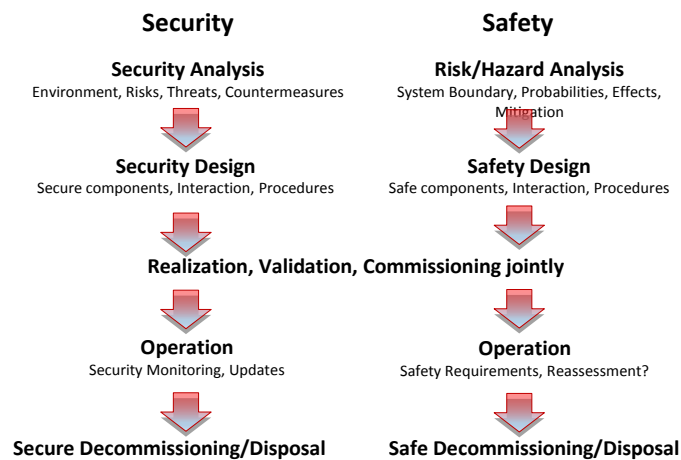 Security
Safety
Security Analysis
Environment, Risks, Threats, Countermeasures
Risk/Hazard Analysis
System Boundary, Probabilities, Effects,
Mitigation
Security Design
Secure components, Interaction, Procedures
Safety Design
Safe components, Interaction, Procedures
Realization, Validation, Commissioning jointly
Operation
Security Monitoring, Updates
Operation
Safety Requirements, Reassessment?
Secure Decommissioning/Disposal
Safe Decommissioning/Disposal